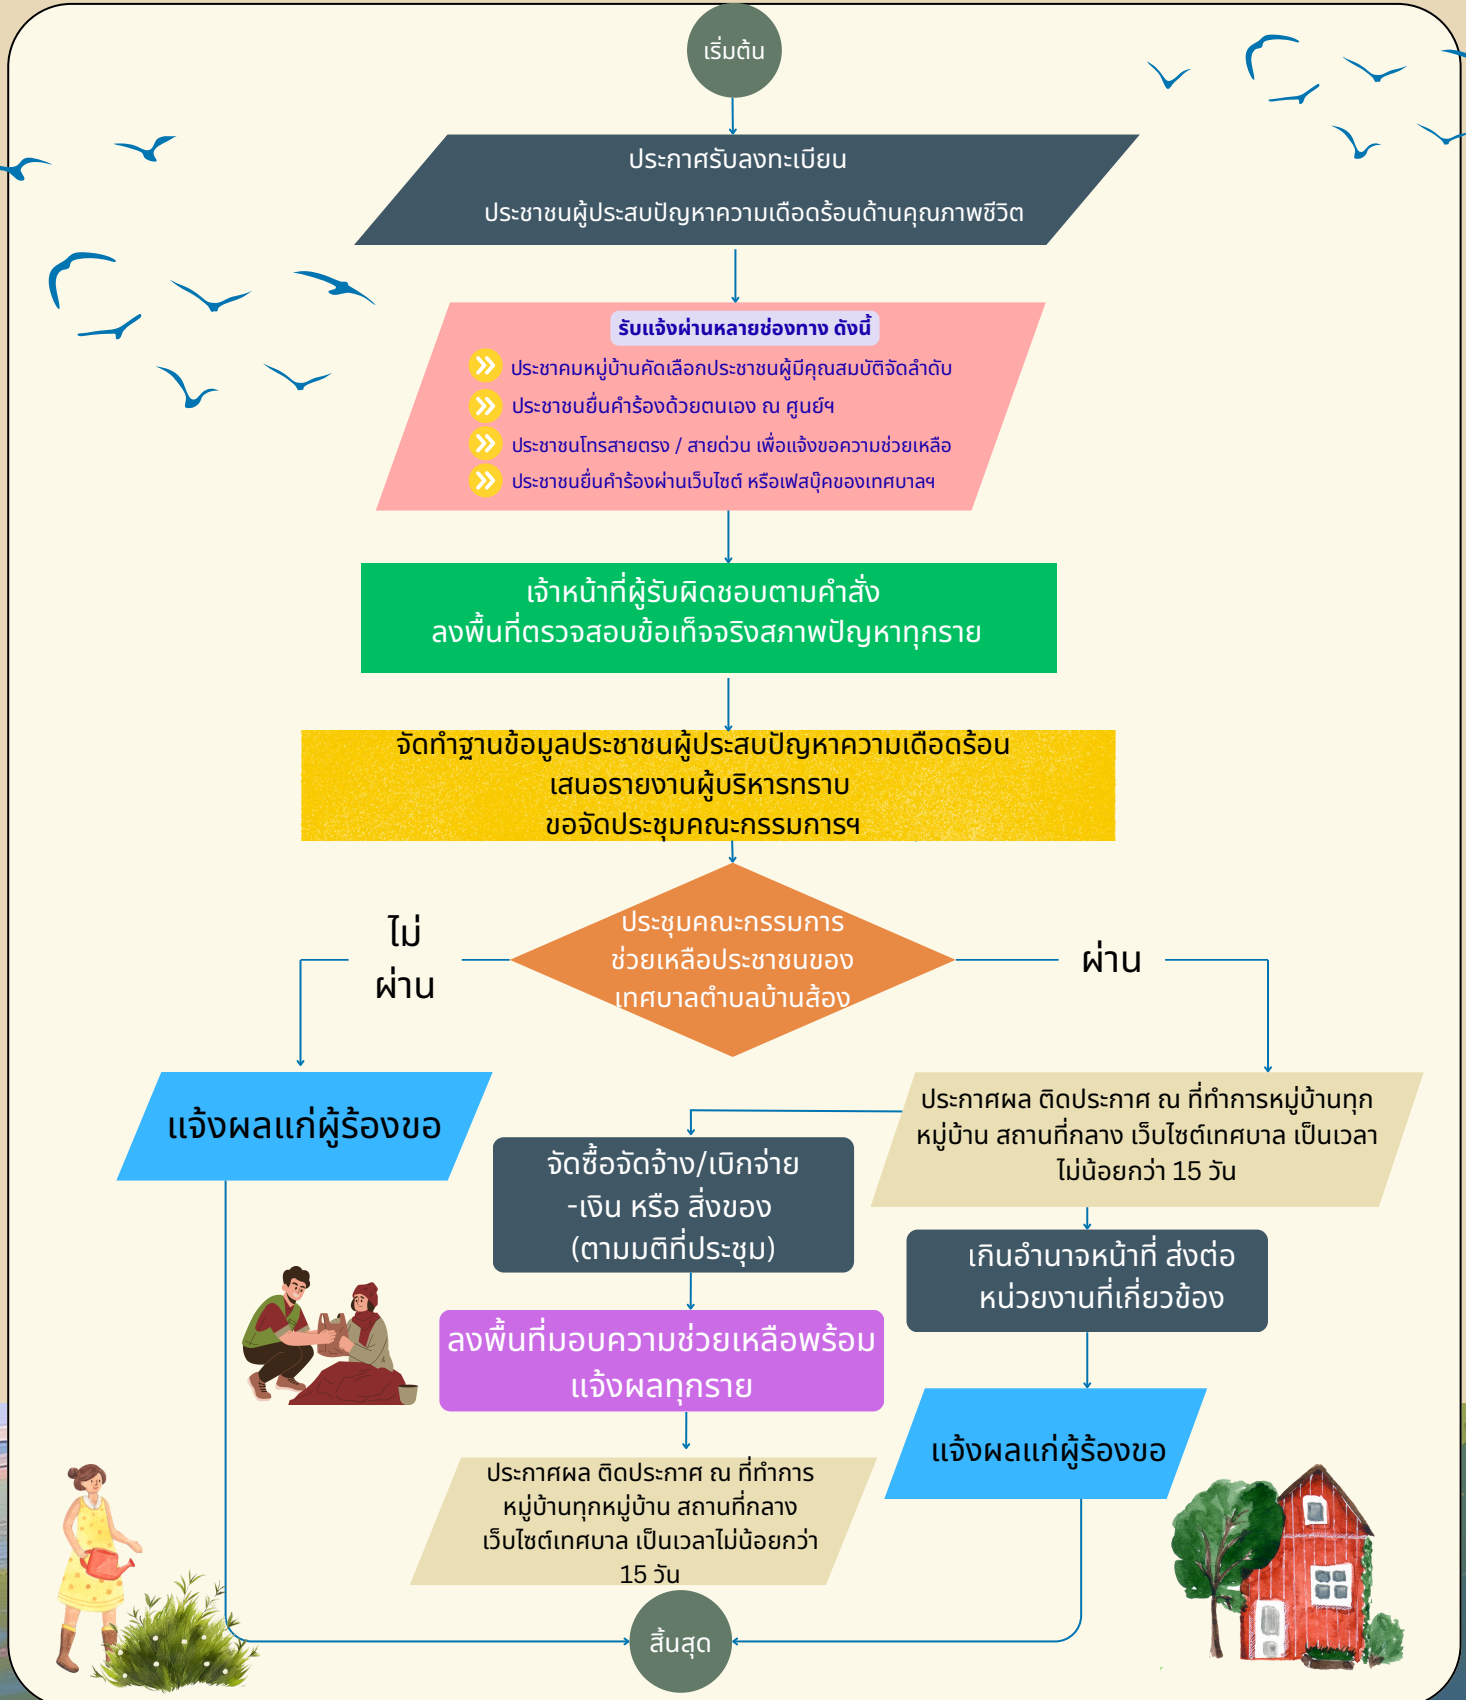 เริ่มต้น
ประกาศรับลงทะเบียน
ประชาชนผู้ประสบปัญหาความเดือดร้อนด้านคุณภาพชีวิต
รับแจ้งผ่านหลายช่องทาง ดังนี้
ประชาคมหมู่บ้านคัดเลือกประชาชนผู้มีคุณสมบัติจัดลำดับ
ประชาชนยื่นคำร้องด้วยตนเอง ณ ศูนย์ฯ
ประชาชนโทรสายตรง / สายด่วน เพื่อแจ้งขอความช่วยเหลือ
ประชาชนยื่นคำร้องผ่านเว็บไซต์ หรือเฟสบุ๊คของเทศบาลฯ
เจ้าหน้าที่ผู้รับผิดชอบตามคำสั่ง
ลงพื้นที่ตรวจสอบข้อเท็จจริงสภาพปัญหาทุกราย
จัดทำฐานข้อมูลประชาชนผู้ประสบปัญหาความเดือดร้อน
เสนอรายงานผู้บริหารทราบ
ขอจัดประชุมคณะกรรมการฯ
ประชุมคณะกรรมการ
ช่วยเหลือประชาชนของ
เทศบาลตำบลบ้านส้อง
ไม่
ผ่าน
ผ่าน
แจ้งผลแก่ผู้ร้องขอ
ประกาศผล ติดประกาศ ณ ที่ทำการหมู่บ้านทุก
หมู่บ้าน สถานที่กลาง เว็บไซต์เทศบาล เป็นเวลา
ไม่น้อยกว่า 15 วัน
จัดซื้อจัดจ้าง/เบิกจ่าย
-เงิน หรือ สิ่งของ
(ตามมติที่ประชุม)
เกินอำนาจหน้าที่ ส่งต่อ
หน่วยงานที่เกี่ยวข้อง
ลงพื้นที่มอบความช่วยเหลือพร้อม
แจ้งผลทุกราย
แจ้งผลแก่ผู้ร้องขอ
ประกาศผล ติดประกาศ ณ ที่ทำการ
หมู่บ้านทุกหมู่บ้าน สถานที่กลาง
เว็บไซต์เทศบาล เป็นเวลาไม่น้อยกว่า
15 วัน
สิ้นสุด